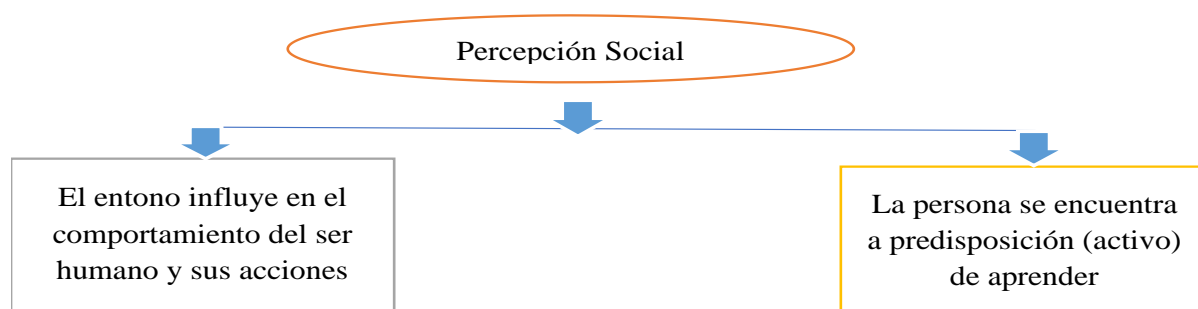 Percepción Social
El entono influye en el
comportamiento del ser
humano y sus acciones
La persona se encuentra
a predisposición (activo)
de aprender